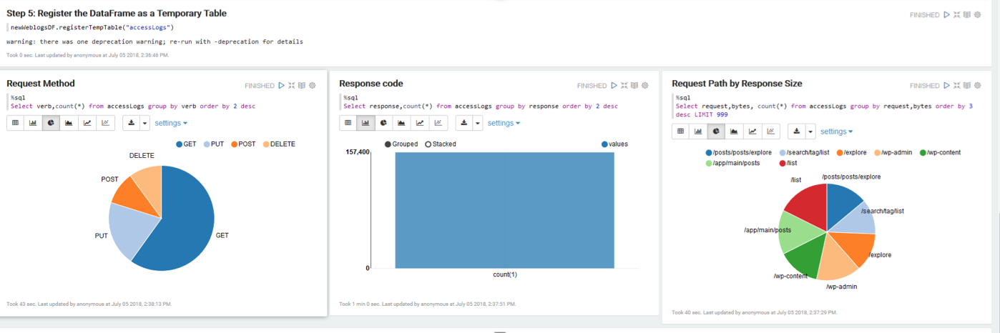 Step 5: Register the DataFrame as a Temporary Table
FINISHED
newWeblogsDF.registerTempTable("accessLogs")
warning: there was one deprecation warning; re-run with -deprecation for details
Took 0 sec. Last updated by anonymous at July 05 2018, 2:36:46 PM.
Request Method
FINISHED
%sql
Select verb,count(*) from accessLogs group by verb order by 2 desc
settings
GET PUT POST DELETE
DELETE
POST
PUT
GET
Took 43 sec. Last updated by anonymous at July 05 2018, 2:38:13 PM.
Response code
FINISHED
%sql
Select response,count(*) from accessLogs group by response order by 2 desc
settings
Grouped Stacked values
157,400
0
count(1)
Took 1 min 0 sec. Last updated by anonymous at July 05 2018, 2:37:51 PM.
Request Path by Response Size
FINISHED
%sql
Select request,bytes, count(*) from accessLogs group by request,bytes order by 3
desc LIMIT 999
settings
/posts/posts/explore /search/tag/list /explore /wp-admin /wp-content
/app/main/posts /list
/list
/posts/posts/explore
/search/tag/list
/app/main/posts
/explore
/wp-content
/wp-admin
Took 40 sec. Last updated by anonymous at July 05 2018, 2:37:29 PM.